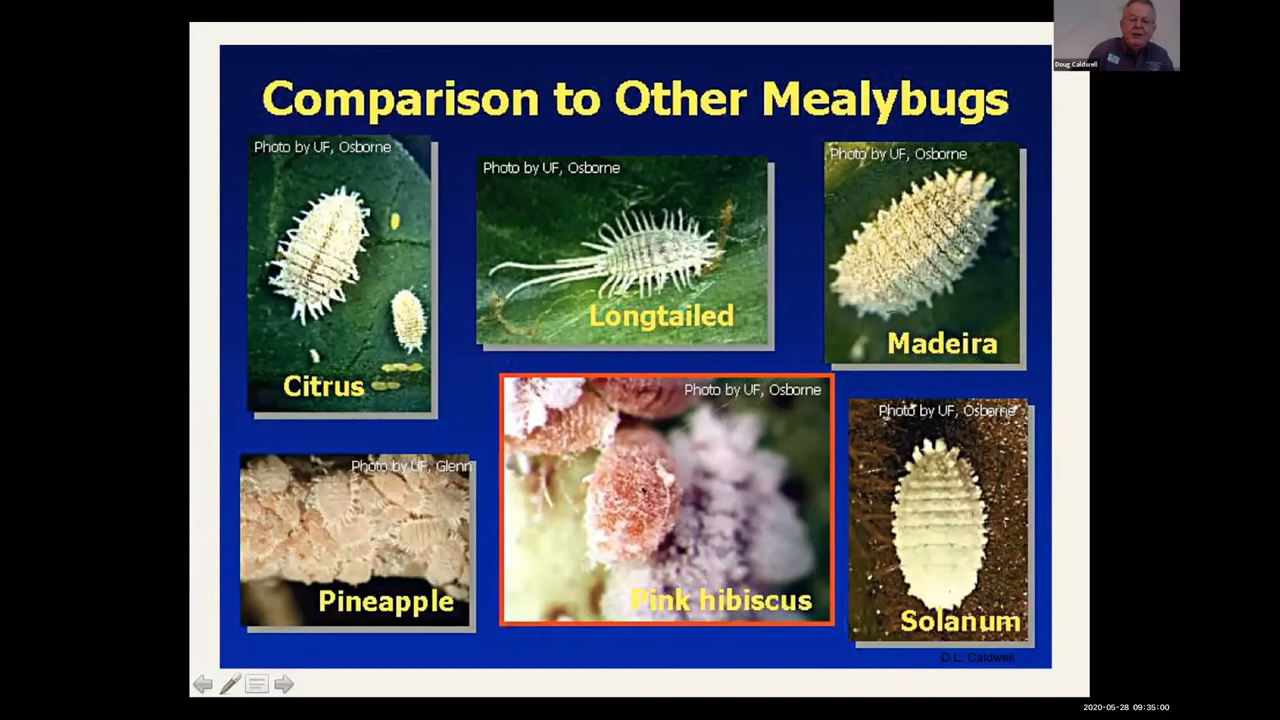 Doug Caldwell
Comparison to Other Mealybugs
Photo by UF, Osborne
Citrus
Photo by UF, Osborne
Longtailed
Photo by UF, Osborne
Madeira
Photo by UF, Glenn
Pineapple
Photo by UF, Osborne
Pink hibiscus
Photo by UF, Osborne
Solanum
D.L. Caldwell
2020-05-28 09:35:00